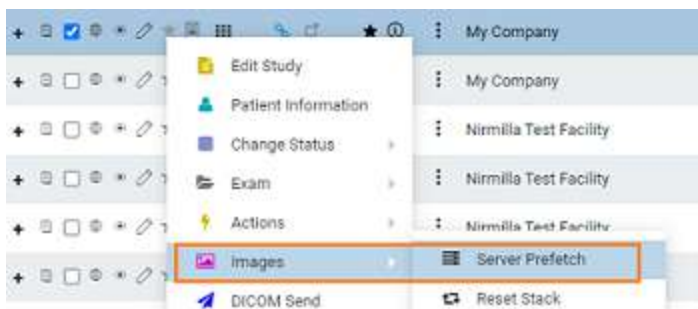 My Company
Edit Study
My Company
Patient Information
Nirmilla Test Facility
Change Status
Exam
Nirmilla Test Facility
Actions
Nirmilla Test Facility
Images
Server Prefetch
DICOM Send
Reset Stack